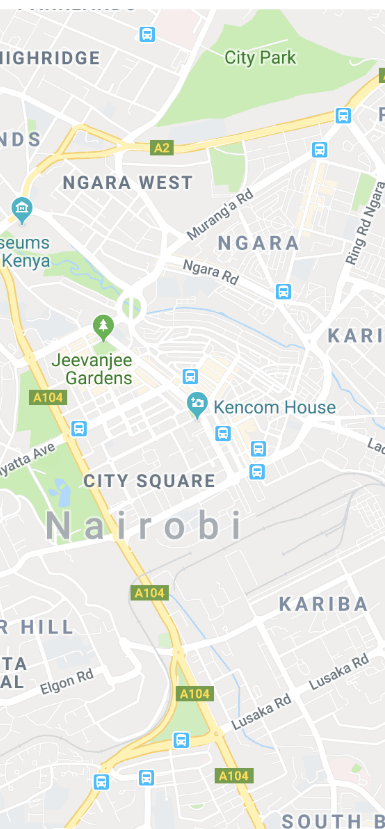 City Park
HIGHRIDGE
NDS
A2
NGARA WEST
Murang'a Rd
seums
Kenya
NGARA
Ring Rd Ngara
Ngara Rd
KARI
Jeevanjee
Gardens
A104
Kencom House
yatta Ave
CITY SQUARE
Nairobi
A104
KARIBA
R HILL
TA
AL
Elgon Rd
Lusaka Rd
A104
Lusaka Rd
A104
SOUTH B